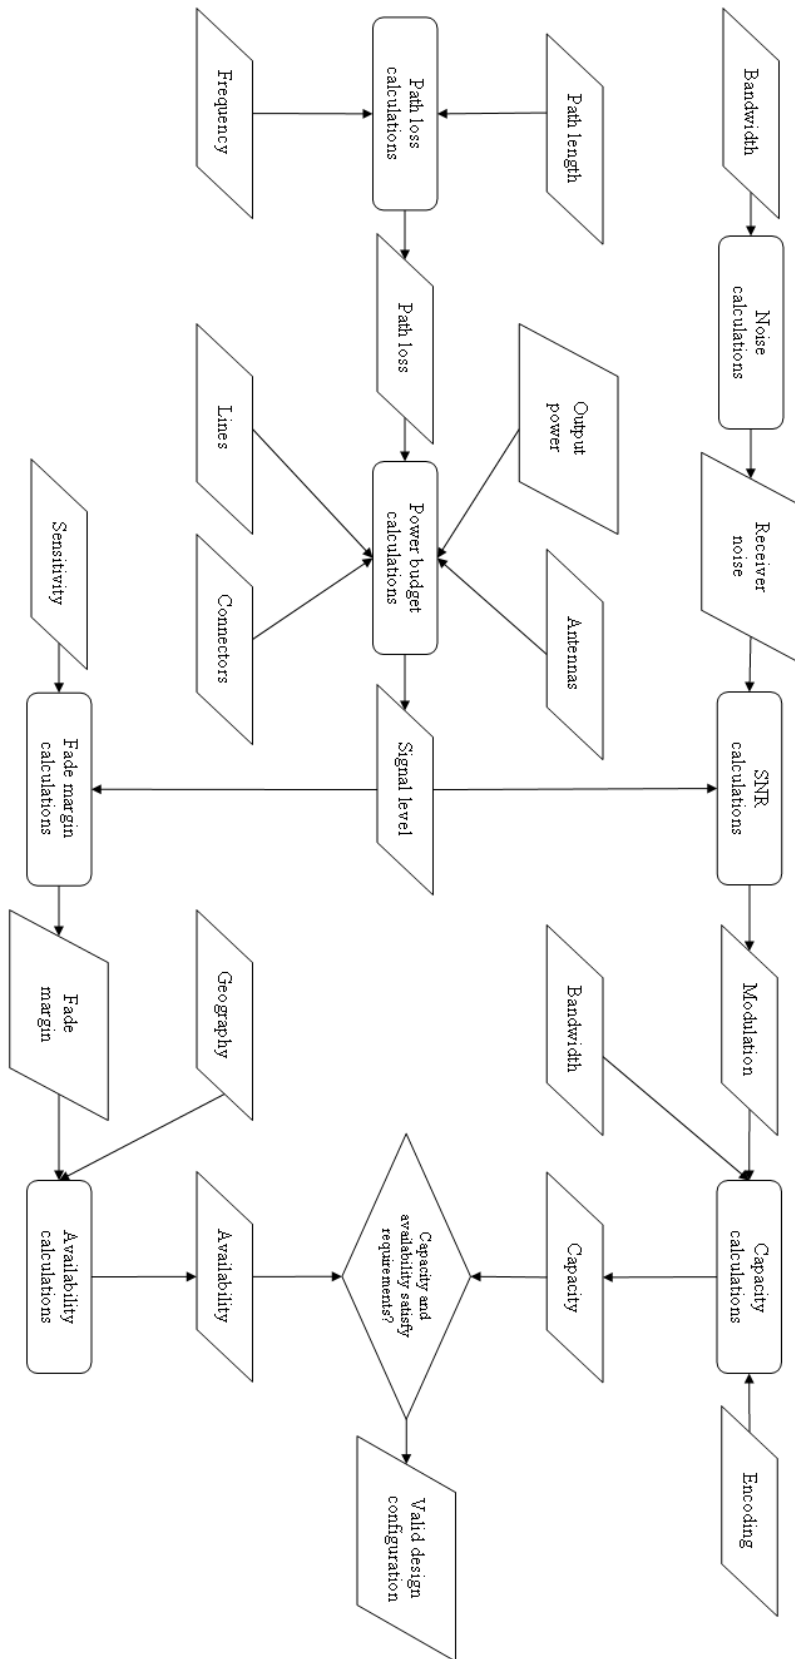 Bandwidth
Noise
calculations
Receiver
noise
SNR
calculations
Modulation
Capacity
calculations
Encoding
Path length
Output
power
Antennas
Bandwidth
Capacity
Path loss
calculations
Path loss
Power budget
calculations
Signal level
Capacity and
availability satisfy
requirements?
Valid design
configuration
Frequency
Lines
Connectors
Geography
Availability
Sensitivity
Fade margin
calculations
Fade
margin
Availability
calculations